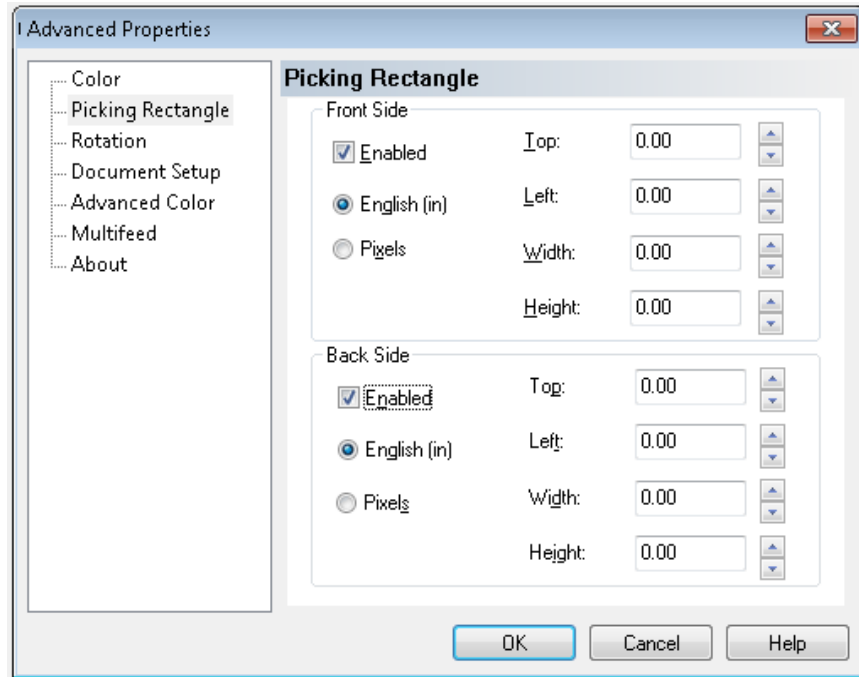 Advanced Properties
Color
Picking Rectangle
Rotation
Document Setup
Advanced Color
Multifeed
About
Picking Rectangle
Front Side
Enabled
English (in)
Pixels
Top: 0.00
Left: 0.00
Width: 0.00
Height: 0.00
Back Side
Enabled
English (in)
Pixels
Top: 0.00
Left: 0.00
Width: 0.00
Height: 0.00
OK Cancel Help